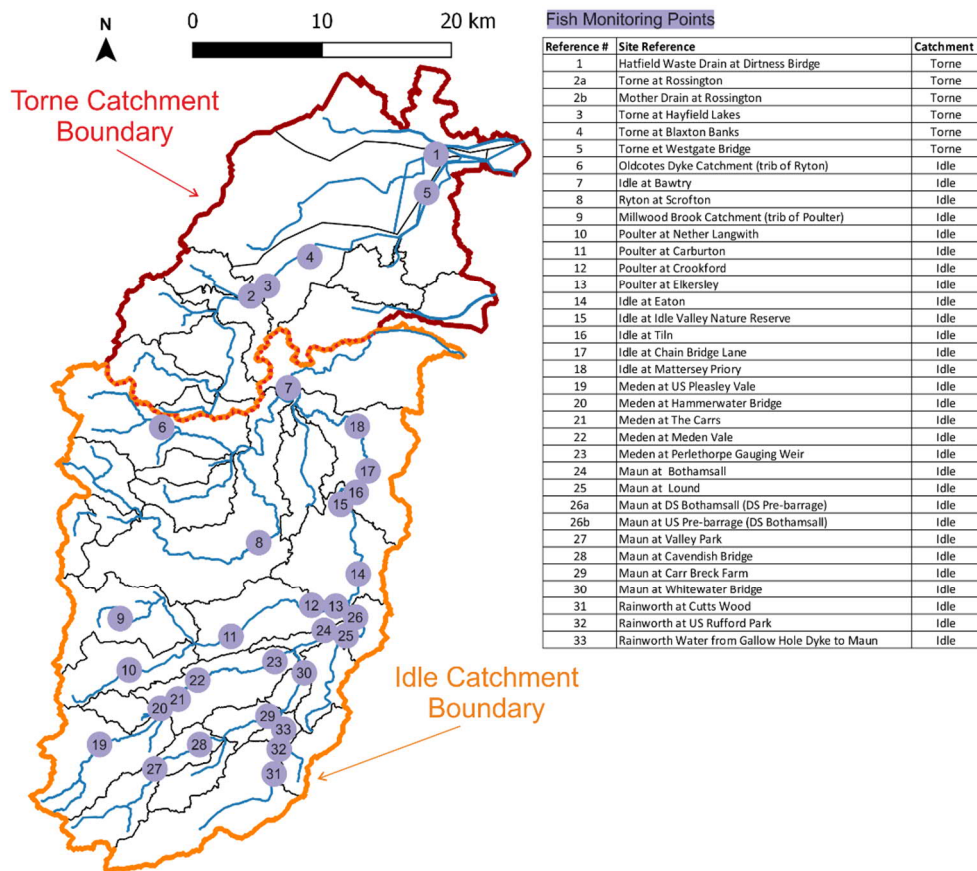 0 10 20 km
N
Torne Catchment
Boundary
1
5
4
3
2
7
6
18
17
16
15
8
14
12 13
9
26
24
25
11
10
23
30
22
21
20
29
33
19
28
32
27
31
Idle Catchment
Boundary
Fish Monitoring Points
Reference # Site Reference Catchment
1 Hatfield Waste Drain at Dirtness Birdge Torne
2a Torne at Rossington Torne
2b Mother Drain at Rossington Torne
3 Torne at Hayfield Lakes Torne
4 Torne at Blaxton Banks Torne
5 Torne et Westgate Bridge Torne
6 Oldcotes Dyke Catchment (trib of Ryton) Idle
7 Idle at Bawtry Idle
8 Ryton at Scrofton Idle
9 Millwood Brook Catchment (trib of Poulter) Idle
10 Poulter at Nether Langwith Idle
11 Poulter at Carburton Idle
12 Poulter at Crookford Idle
13 Poulter at Elkersley Idle
14 Idle at Eaton Idle
15 Idle at Idle Valley Nature Reserve Idle
16 Idle at Tiln Idle
17 Idle at Chain Bridge Lane Idle
18 Idle at Mattersey Priory Idle
19 Meden at US Pleasley Vale Idle
20 Meden at Hammerwater Bridge Idle
21 Meden at The Carrs Idle
22 Meden at Meden Vale Idle
23 Meden at Perlethorpe Gauging Weir Idle
24 Maun at Bothamsall Idle
25 Maun at Lound Idle
26a Maun at DS Bothamsall (DS Pre-barrage) Idle
26b Maun at US Pre-barrage (DS Bothamsall) Idle
27 Maun at Valley Park Idle
28 Maun at Cavendish Bridge Idle
29 Maun at Carr Breck Farm Idle
30 Maun at Whitewater Bridge Idle
31 Rainworth at Cutts Wood Idle
32 Rainworth at US Rufford Park Idle
33 Rainworth Water from Gallow Hole Dyke to Maun Idle